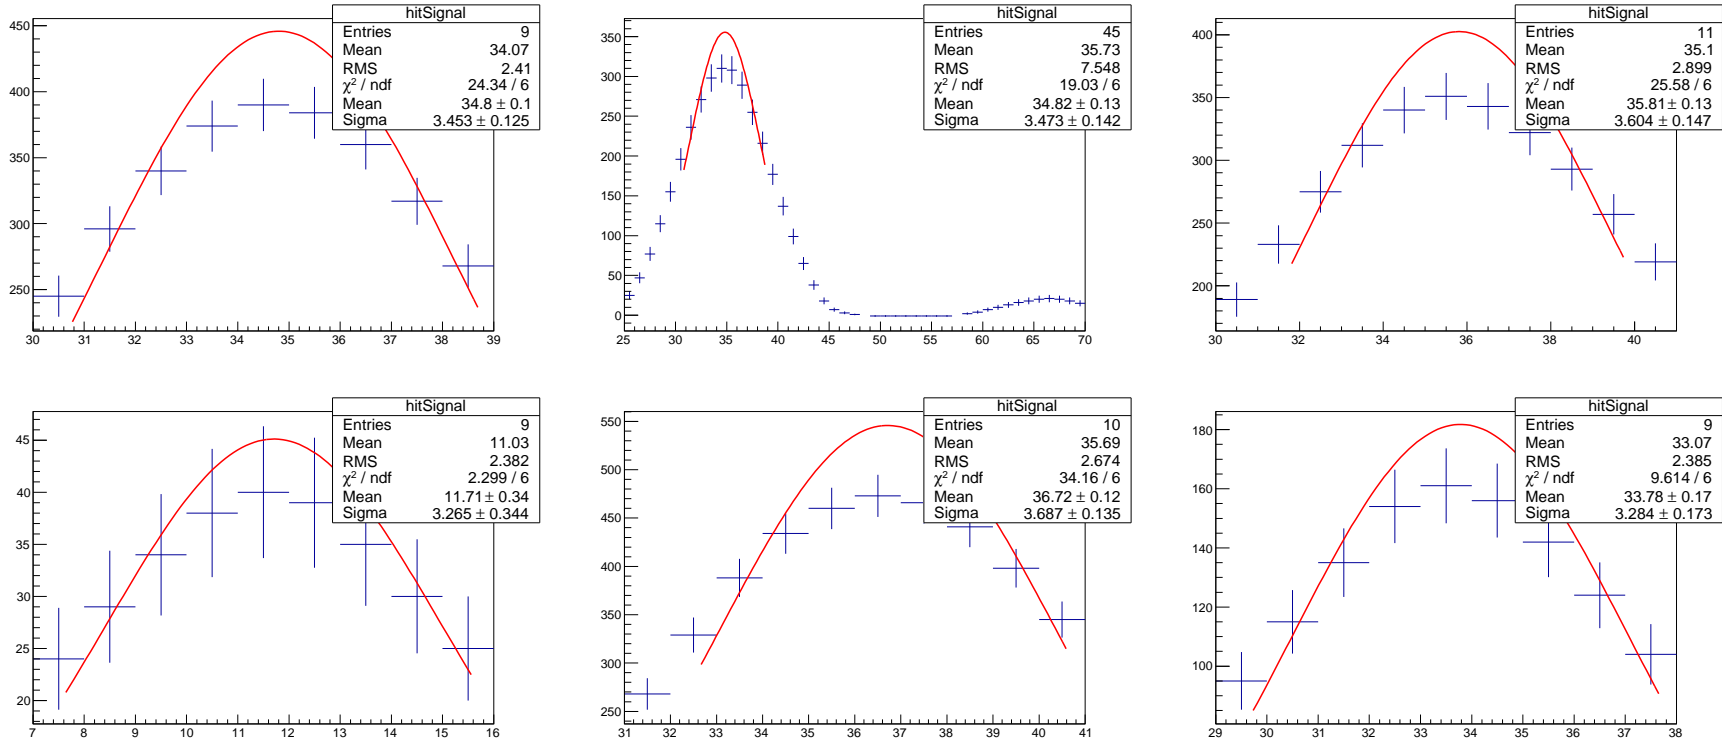 hitSignal
Entries 9
Mean 34.07
RMS 2.41
χ² / ndf 24.34 / 6
Mean 34.8 ± 0.1
Sigma 3.453 ± 0.125
450
400
350
300
250
30 31 32 33 34 35 36 37 38 39
hitSignal
Entries 45
Mean 35.73
RMS 7.548
χ² / ndf 19.03 / 6
Mean 34.82 ± 0.13
Sigma 3.473 ± 0.142
350
300
250
200
150
100
50
0
25 30 35 40 45 50 55 60 65 70
hitSignal
Entries 11
Mean 35.1
RMS 2.899
χ² / ndf 25.58 / 6
Mean 35.81 ± 0.13
Sigma 3.604 ± 0.147
400
350
300
250
200
30 32 34 36 38 40
hitSignal
Entries 9
Mean 11.03
RMS 2.382
χ² / ndf 2.299 / 6
Mean 11.71 ± 0.34
Sigma 3.265 ± 0.344
45
40
35
30
25
20
7 8 9 10 11 12 13 14 15 16
hitSignal
Entries 10
Mean 35.69
RMS 2.674
χ² / ndf 34.16 / 6
Mean 36.72 ± 0.12
Sigma 3.687 ± 0.135
550
500
450
400
350
300
250
31 32 33 34 35 36 37 38 39 40 41
hitSignal
Entries 9
Mean 33.07
RMS 2.385
χ² / ndf 9.614 / 6
Mean 33.78 ± 0.17
Sigma 3.284 ± 0.173
180
160
140
120
100
29 30 31 32 33 34 35 36 37 38